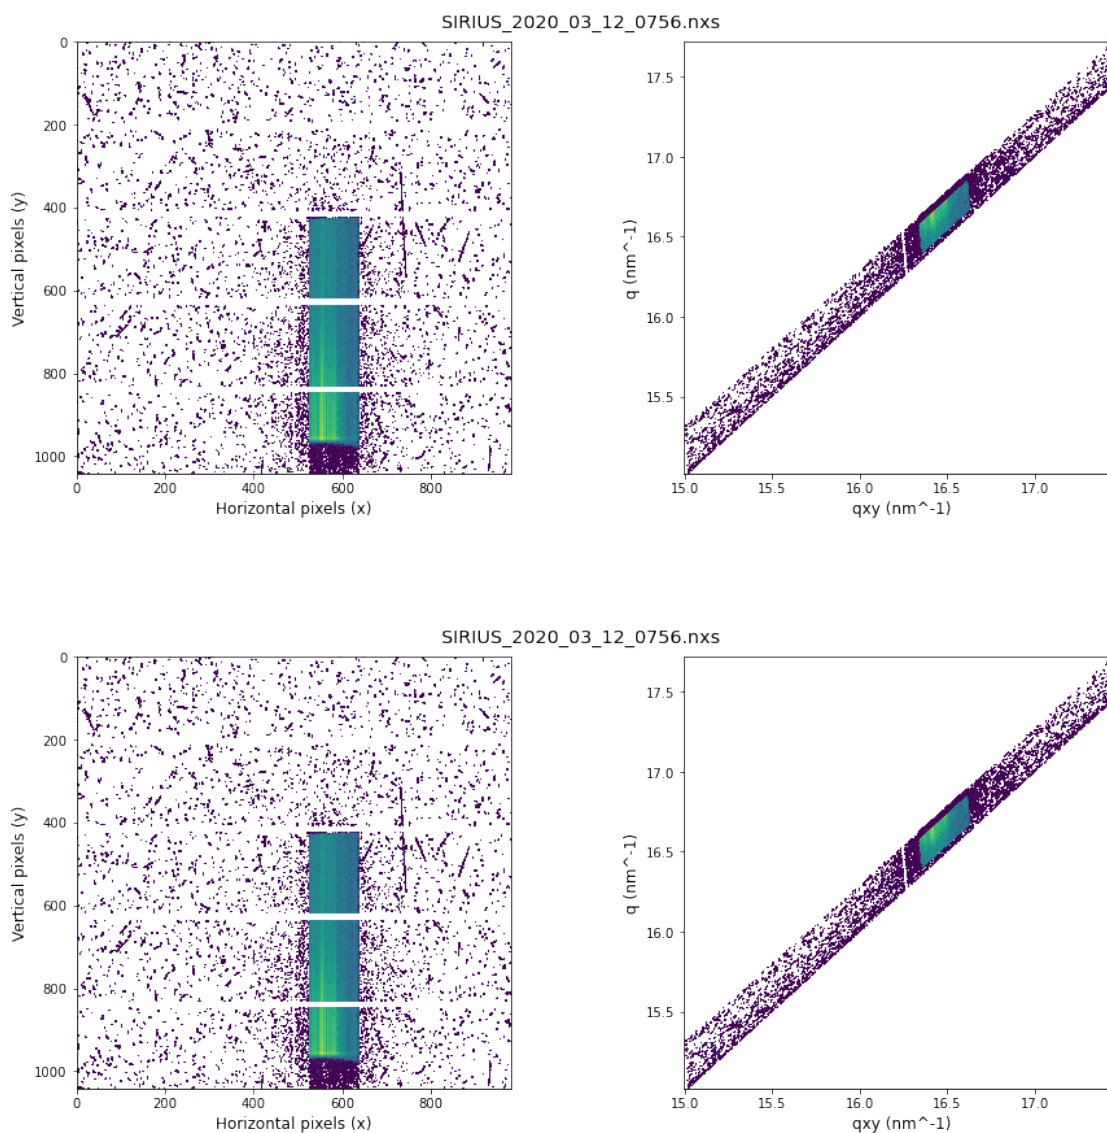 SIRIUS_2020_03_12_0756.nxs
0
200
400
600
800
1000
Vertical pixels (y)
0 200 400 600 800
Horizontal pixels (x)
17.5
17.0
16.5
16.0
15.5
q (nm^-1)
15.0 15.5 16.0 16.5 17.0
qxy (nm^-1)
SIRIUS_2020_03_12_0756.nxs
0
200
400
600
800
1000
Vertical pixels (y)
0 200 400 600 800
Horizontal pixels (x)
17.5
17.0
16.5
16.0
15.5
q (nm^-1)
15.0 15.5 16.0 16.5 17.0
qxy (nm^-1)